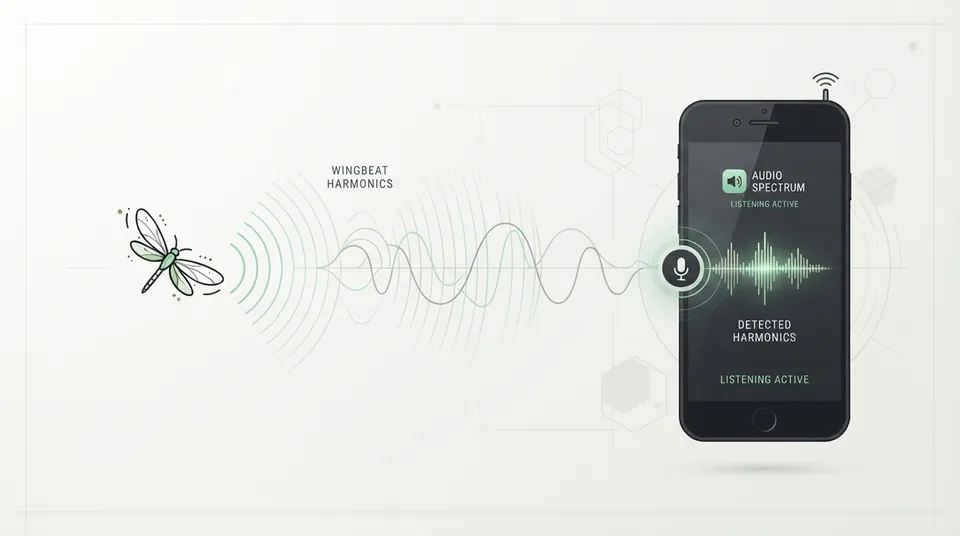 WINGBEAT
HARMONICS
AUDIO
SPECTRUM
LISTENING ACTIVE
DETECTED
HARMONICS
LISTENING ACTIVE